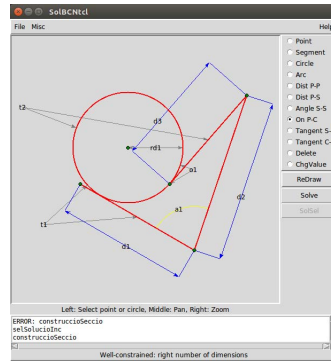 SolBCNtcl
File Misc
Help
Point
Segment
Circle
Arc
Dist P-P
Dist P-S
Angle S-S
On P-C
Tangent S-
Tangent C-
Delete
ChgValue
ReDraw
Solve
SolSel
t2
d3
rd1
o1
a1
d2
t1
d1
Left: Select point or circle, Middle: Pan, Right: Zoom
ERROR: construccioSeccio
selSolucioInc
construccioSeccio
Well-constrained: right number of dimensions